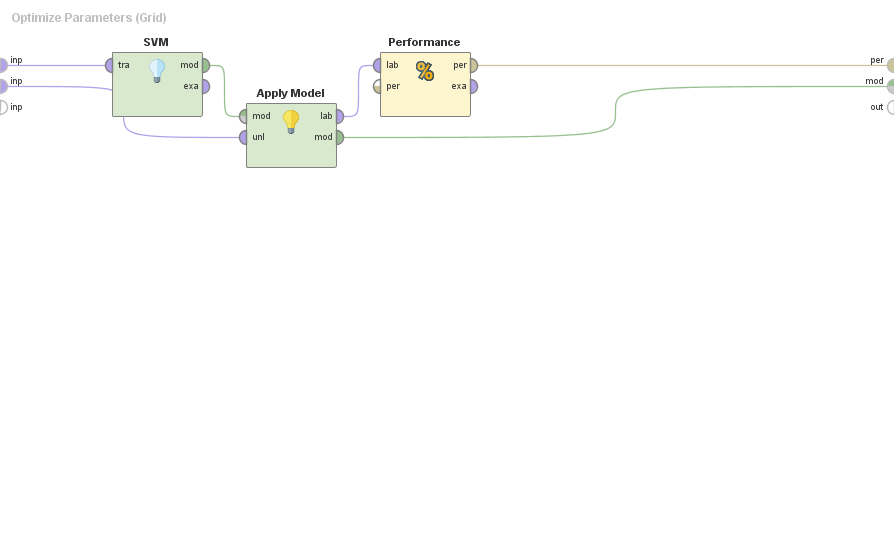 Optimize Parameters (Grid)
SVM
Performance
inp
tra
mod
lab
per
per
inp
exa
per
exa
mod
Apply Model
inp
mod
lab
out
unl
mod
%